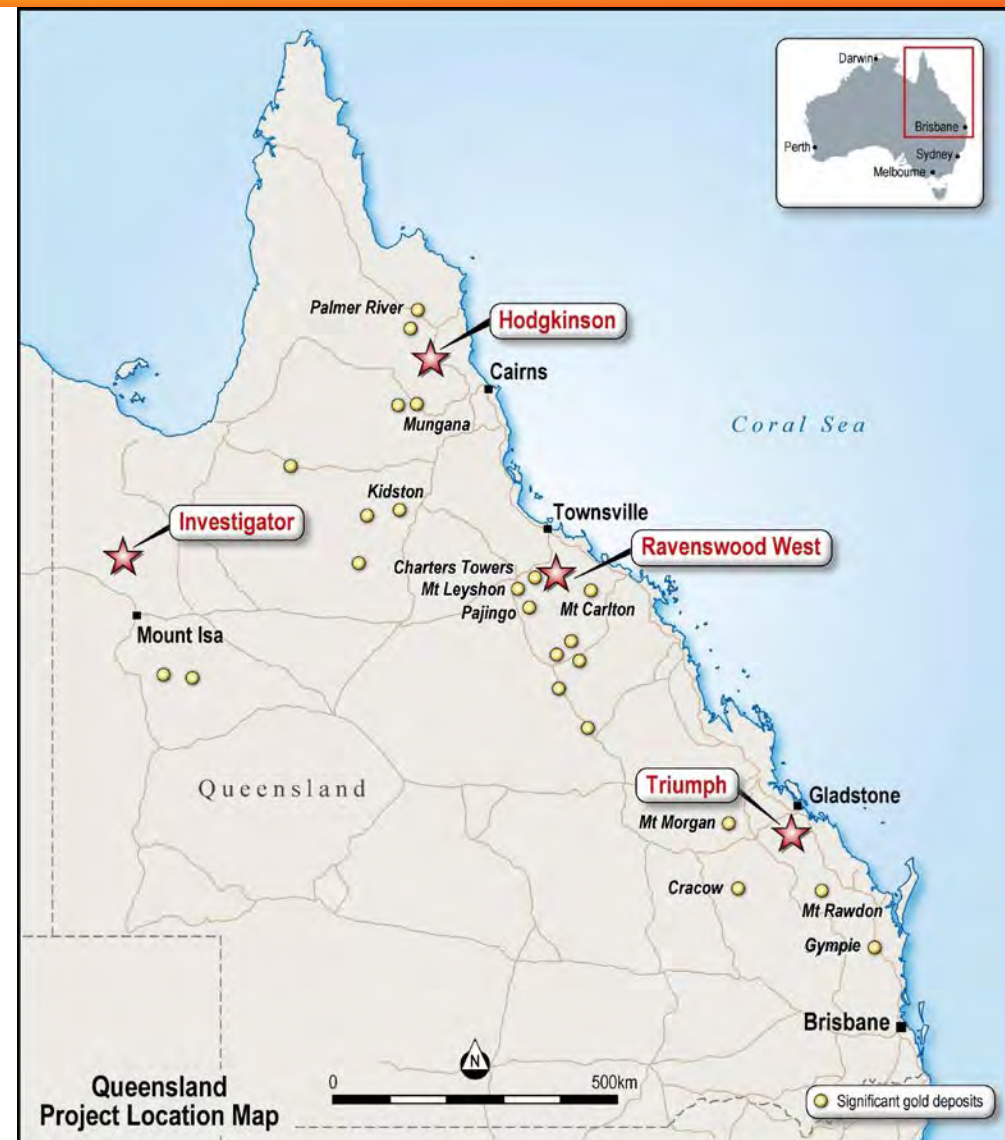 Darwin
Brisbane
Perth
Sydney
Melbourne
Palmer River
Hodgkinson
Cairns
Mungana
Coral Sea
Kidston
Investigator
Townsville
Ravenswood West
Charters Towers
Mt Leyshon
Pajingo
Mt Carlton
Mount Isa
Queensland
Triumph
Gladstone
Mt Morgan
Cracow
Mt Rawdon
Gympie
Brisbane
N
0
500km
Queensland
Project Location Map
Significant gold deposits